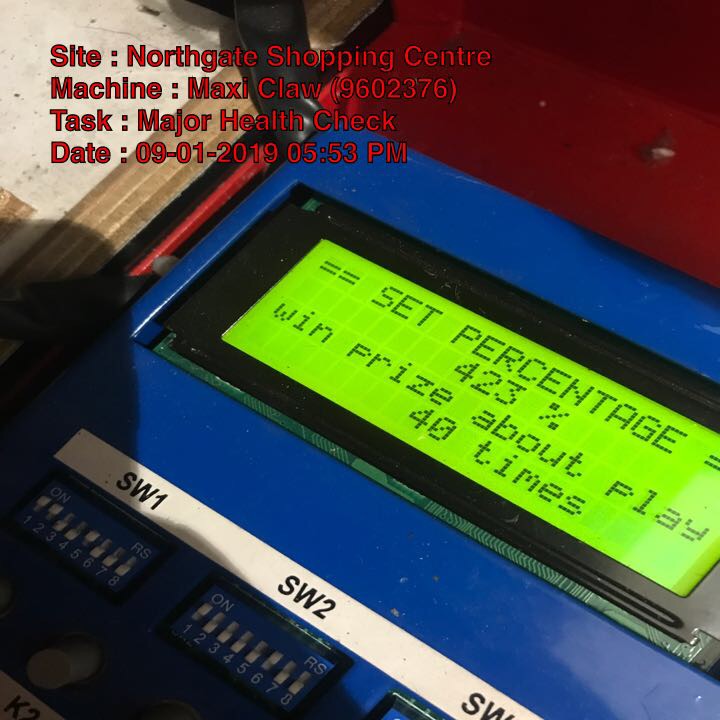 Site : Northgate Shopping Centre
Machine : Maxi Claw (9602376)
Task : Major Health Check
Date : 09-01-2019 05:53 PM
== SET PERCENTAGE =
423 %
win prize about play
40 times
SW1
ON
1 2 3 4 5 6 7 8
RS
SW2
ON
1 2 3 4 5 6 7 8
RS
K2